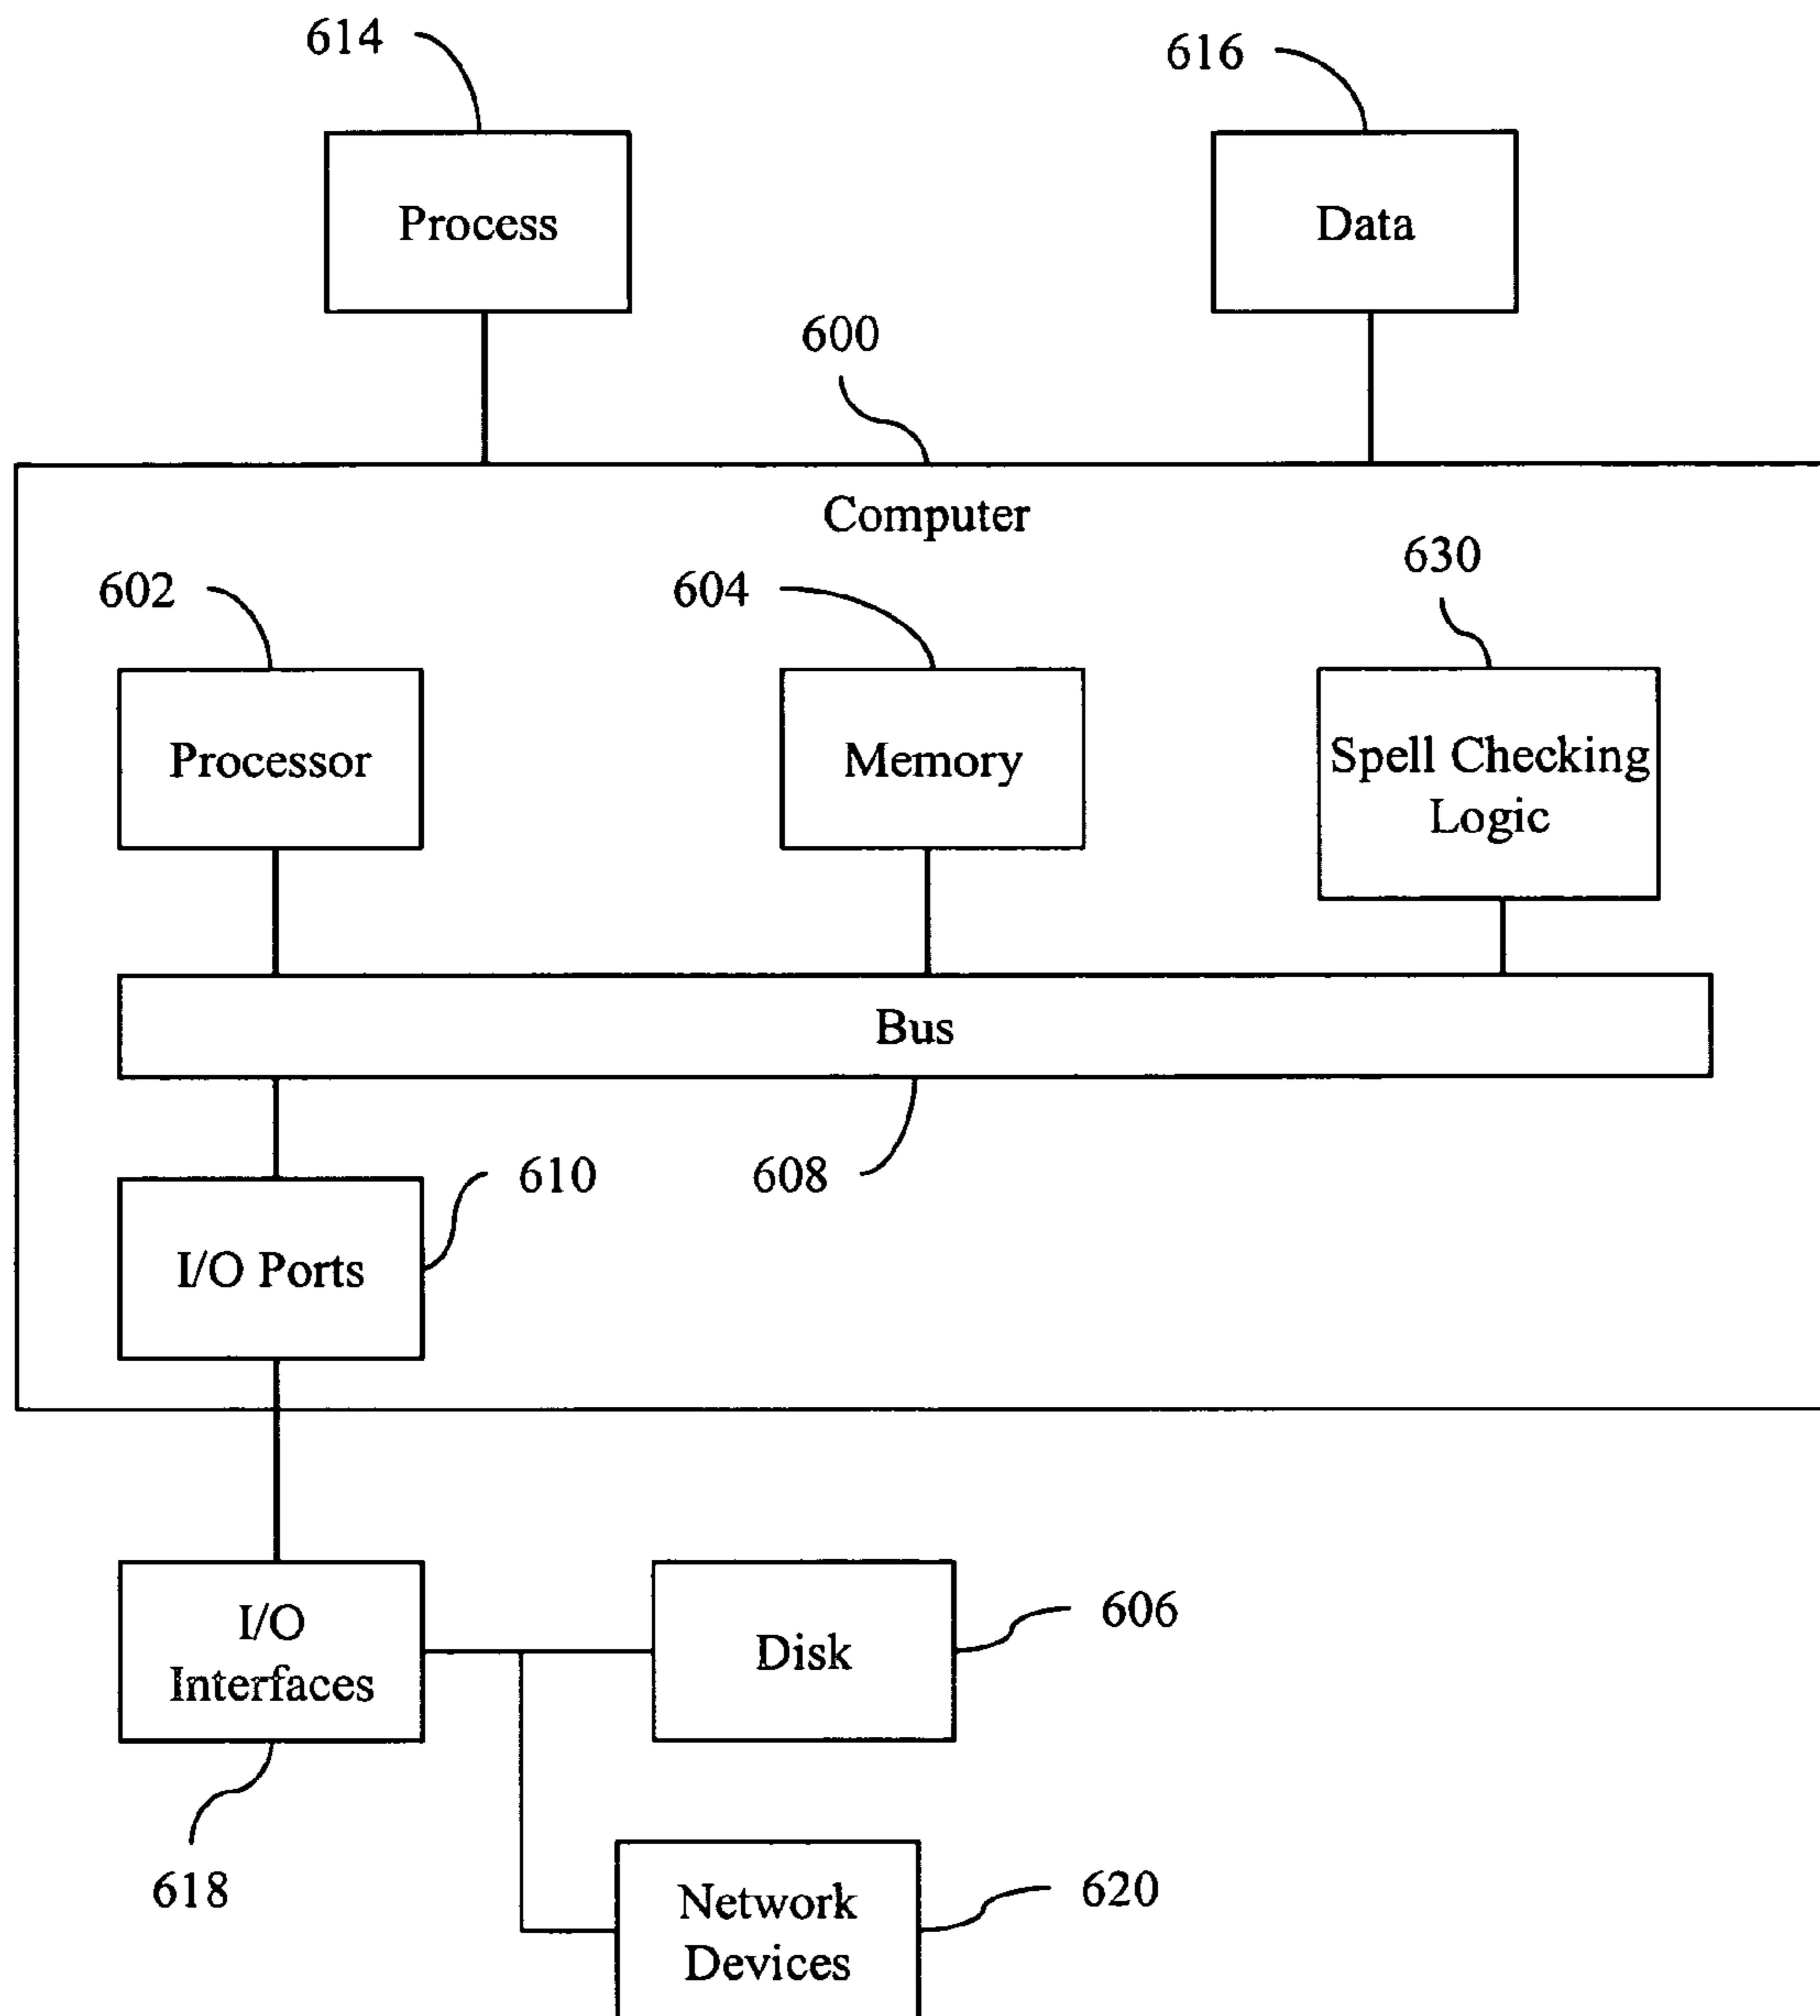 614
616
Process
Data
600
Computer
630
602
604
Processor
Memory
Spell Checking
Logic
Bus
610
608
I/O Ports
I/O
Interfaces
Disk
606
618
Network
Devices
620